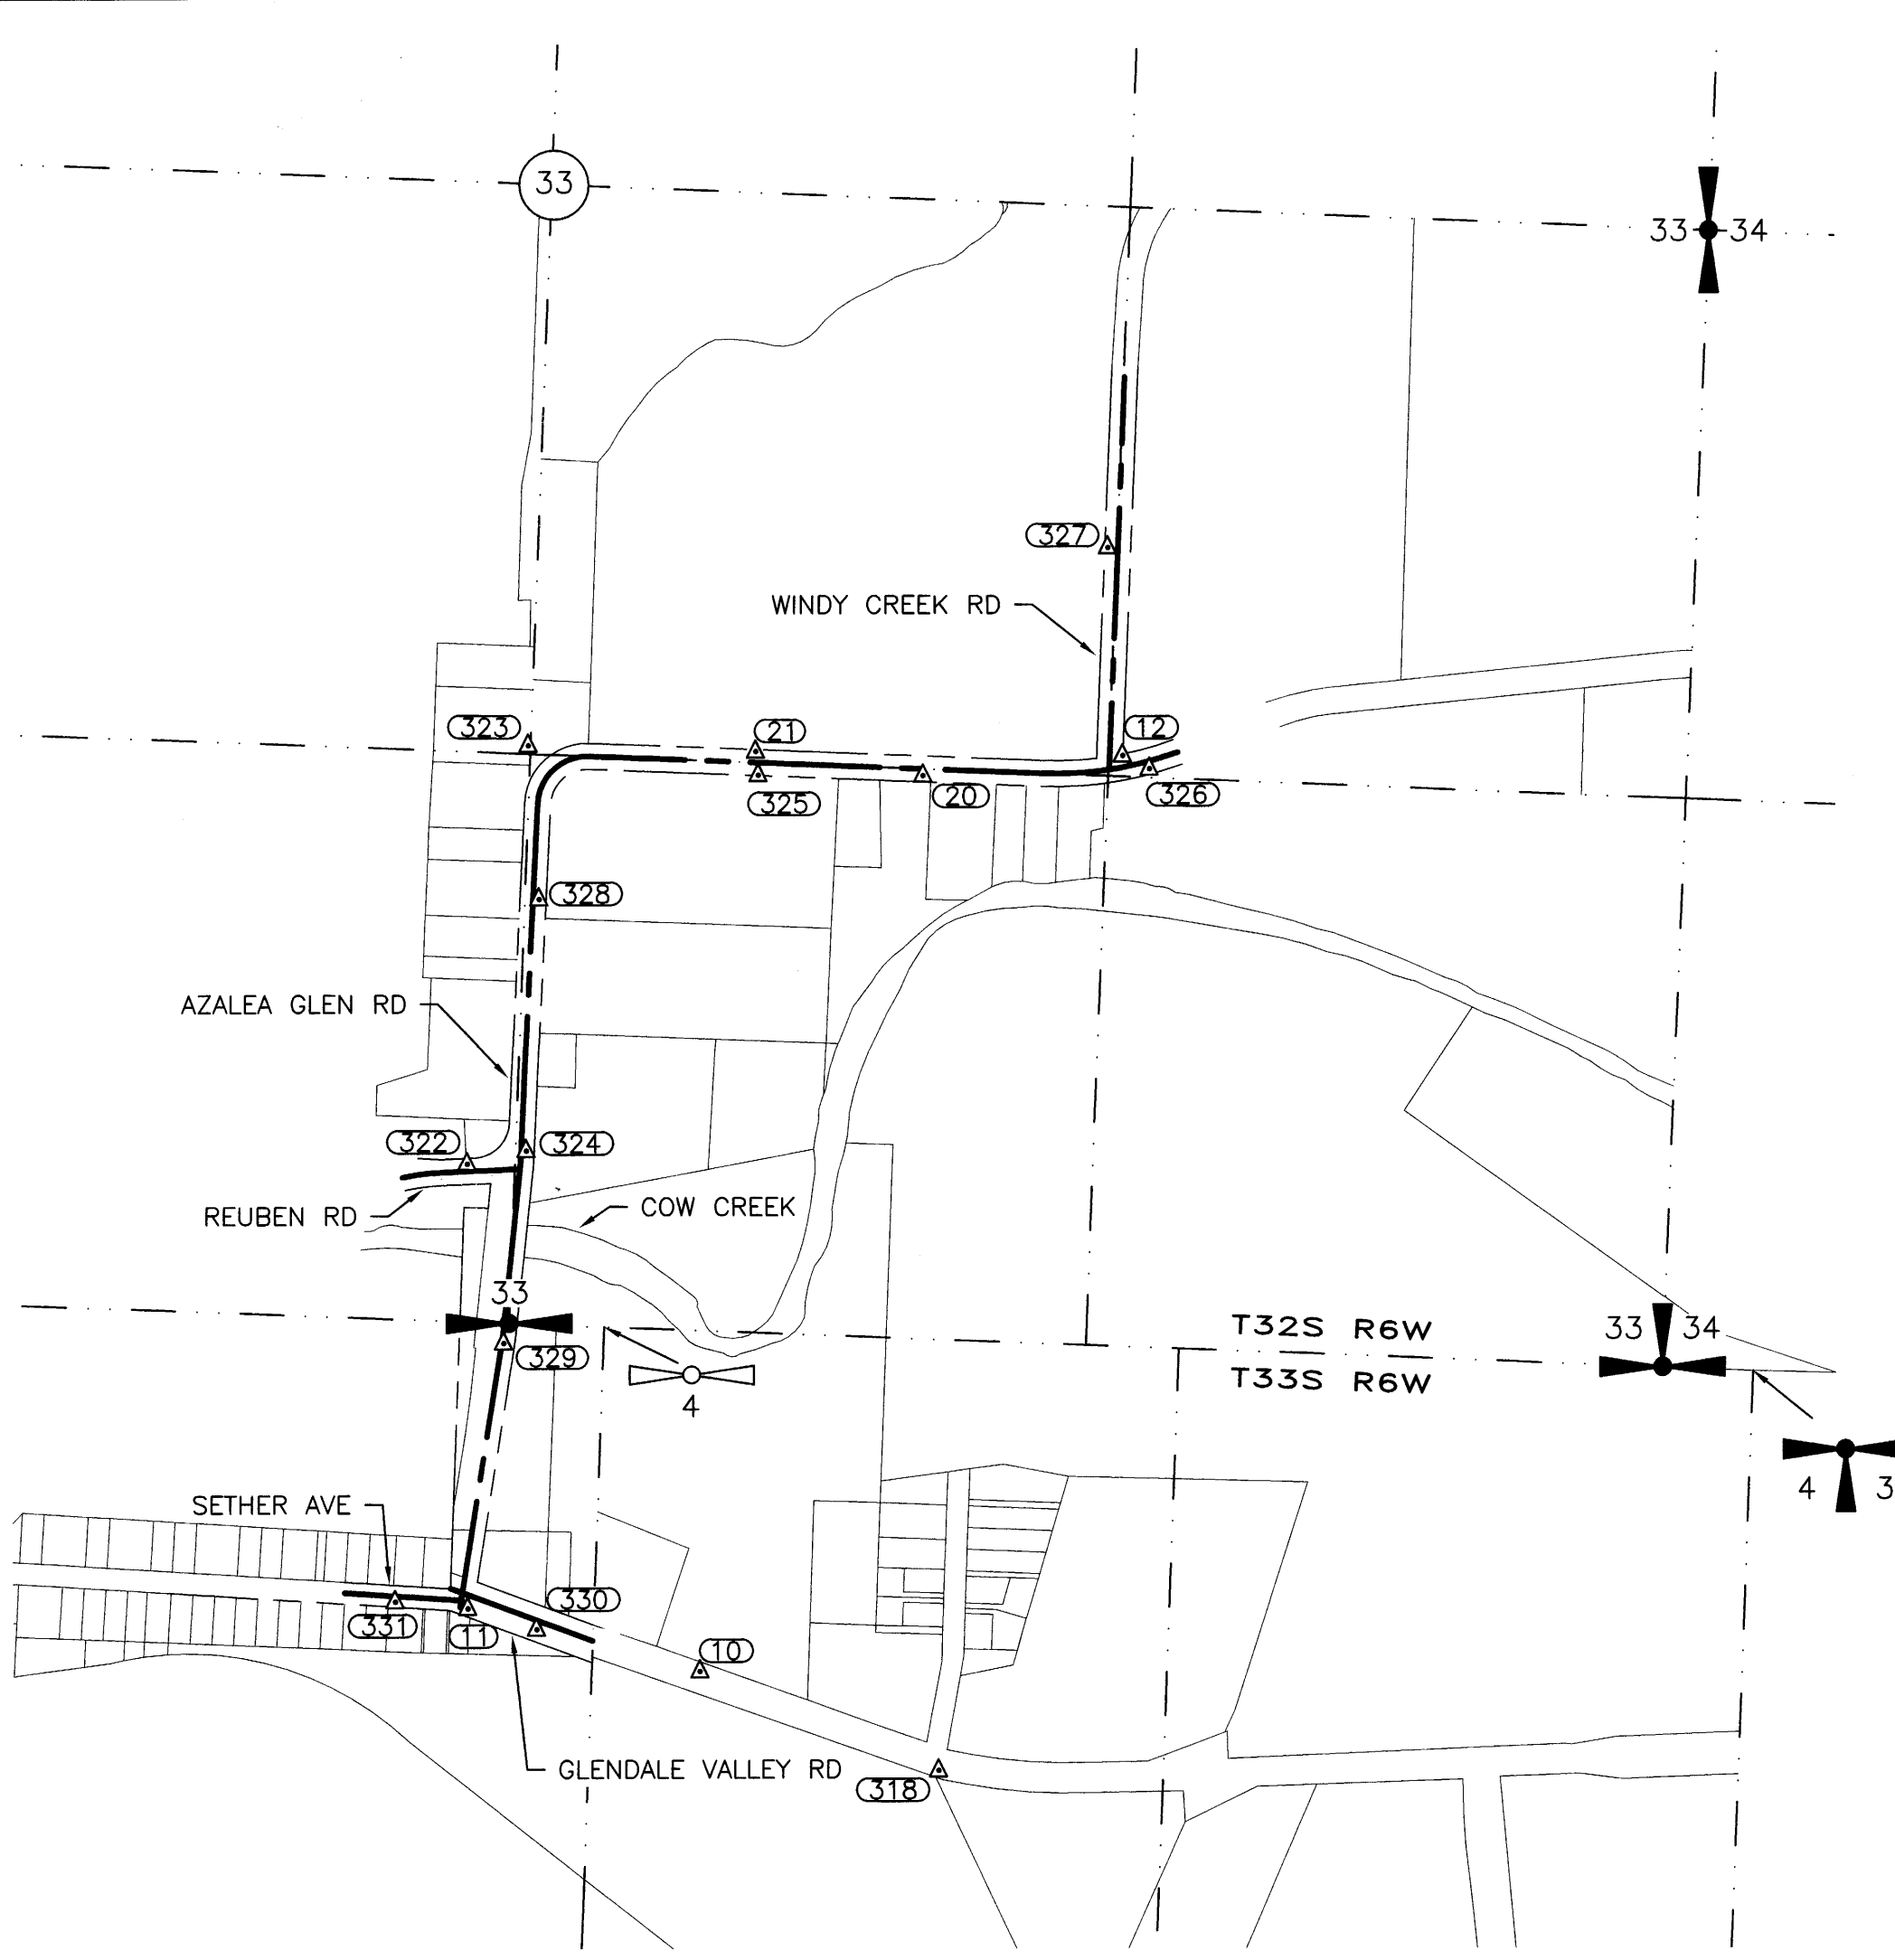 33
33 34
327
WINDY CREEK RD
323
21
12
325
20
326
328
AZALEA GLEN RD
322
324
REUBEN RD
COW CREEK
33
T32S R6W
33 34
329
T33S R6W
4
4 3
SETHER AVE
330
331
11
10
GLENDALE VALLEY RD
318